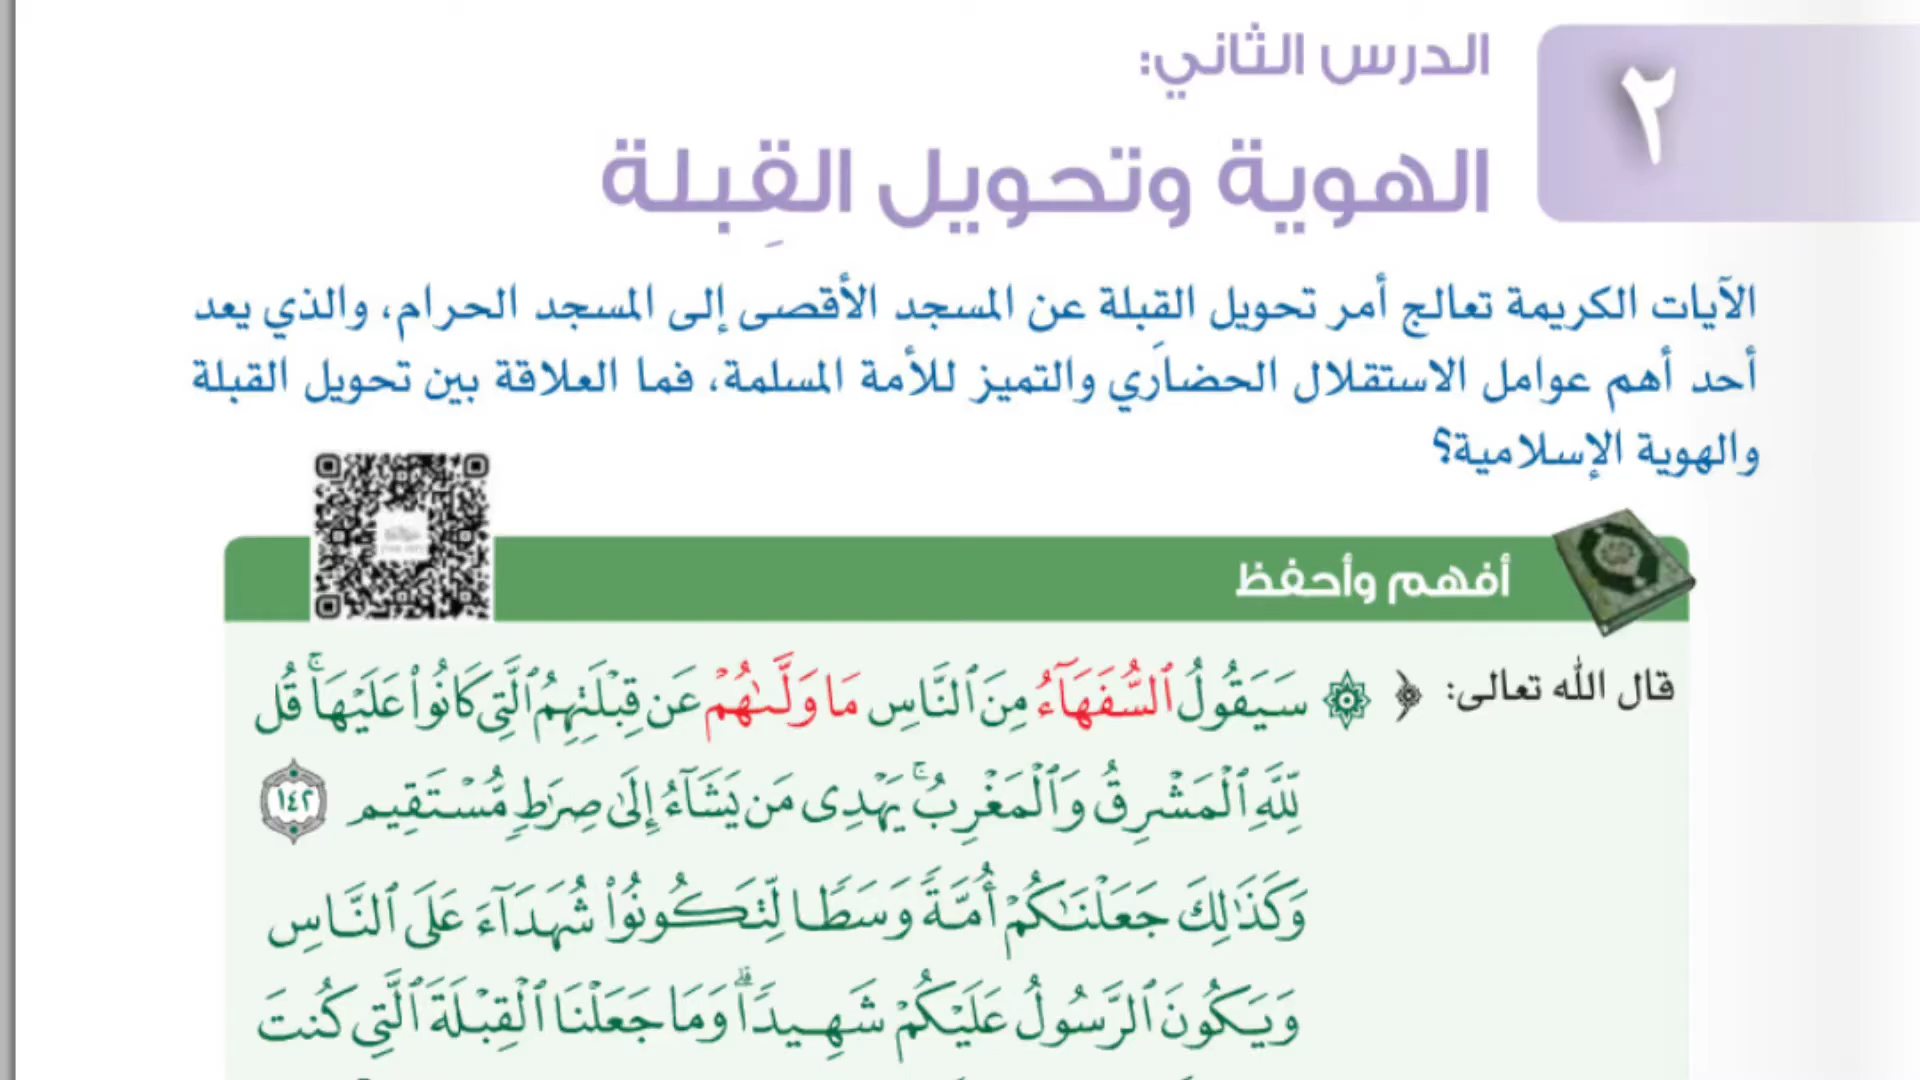 ٢
الدرس الثاني:
الهوية وتحويل القِبلة
الآيات الكريمة تعالج أمر تحويل القِبلة عن المسجد الأقصى إلى المسجد الحرام، والذي يعد
أحد أهم عوامل الاستقلال الحضاري والتميز للأمة المسلمة، فما العلاقة بين تحويل القبلة
والهوية الإسلامية؟
أفهم وأحفظ
قال الله تعالى: ﴿ ۞ سَيَقُولُ ٱلسُّفَهَآءُ مِنَ ٱلنَّاسِ مَا وَلَّىٰهُمۡ عَن قِبۡلَتِهِمُ ٱلَّتِي كَانُواْ عَلَيۡهَاۚ قُل
لِّلَّهِ ٱلۡمَشۡرِقُ وَٱلۡمَغۡرِبُۚ يَهۡدِي مَن يَشَآءُ إِلَىٰ صِرَٰطٖ مُّسۡتَقِيمٖ ١٤٢
وَكَذَٰلِكَ جَعَلۡنَٰكُمۡ أُمَّةٗ وَسَطٗا لِّتَكُونُواْ شُهَدَآءَ عَلَى ٱلنَّاسِ
وَيَكُونَ ٱلرَّسُولُ عَلَيۡكُمۡ شَهِيدٗاۗ وَمَا جَعَلۡنَا ٱلۡقِبۡلَةَ ٱلَّتِي كُنتَ